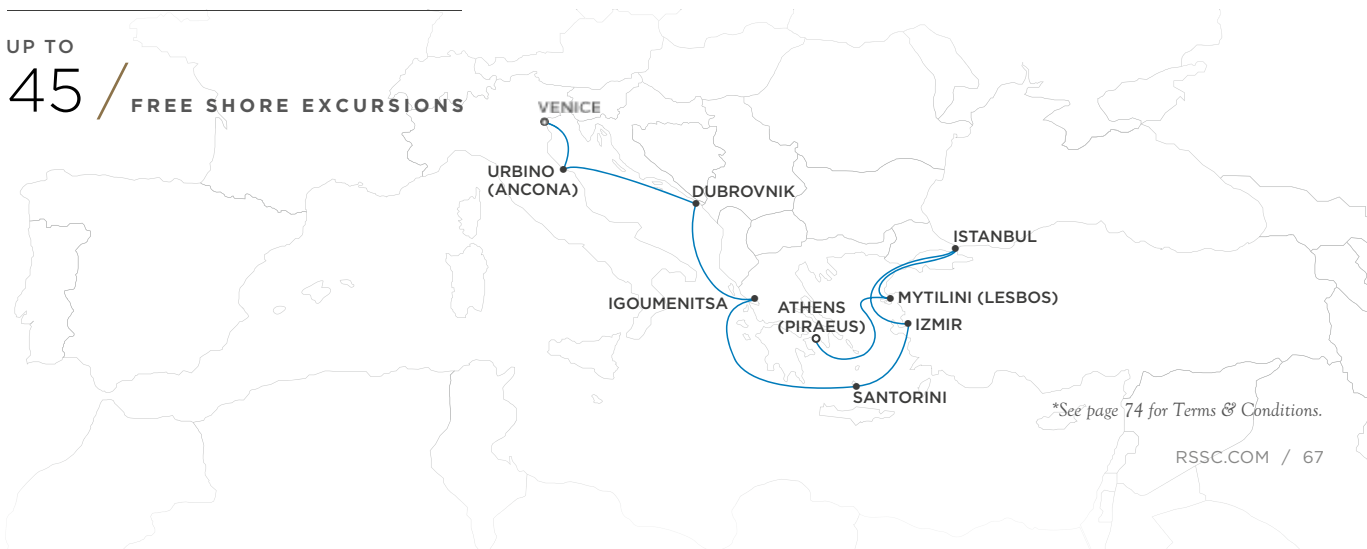 UP TO
45 / FREE SHORE EXCURSIONS
VENICE
URBINO
(ANCONA)
DUBROVNIK
ISTANBUL
IGOUMENITSA
ATHENS
(PIRAEUS)
MYTILINI (LESBOS)
IZMIR
SANTORINI
*See page 74 for Terms & Conditions.
RSSC.COM / 67